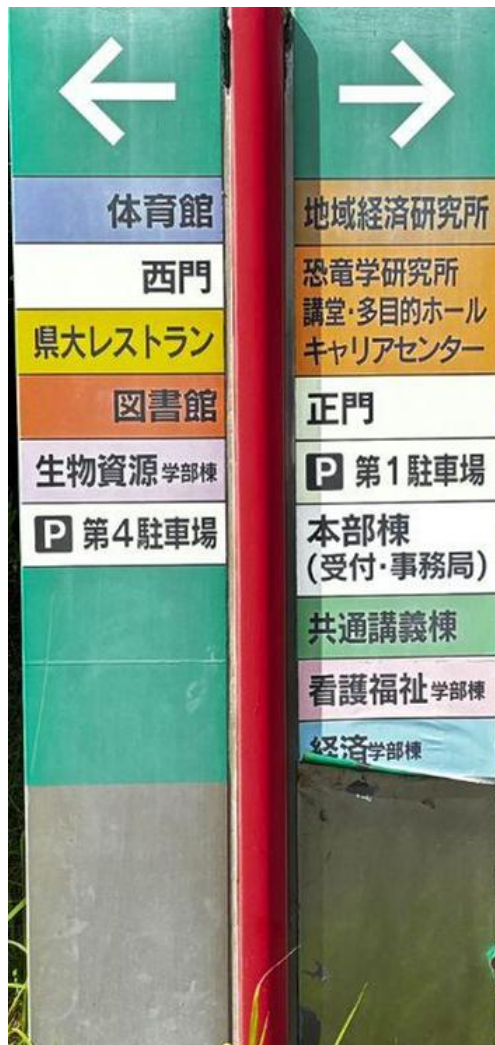 ←
体育館
西門
県大レストラン
図書館
生物資源学部棟
P 第4駐車場
→
地域経済研究所
恐竜学研究所
講堂・多目的ホール
キャリアセンター
正門
P 第1駐車場
本部棟
(受付・事務局)
共通講義棟
看護福祉学部棟
経済学部棟